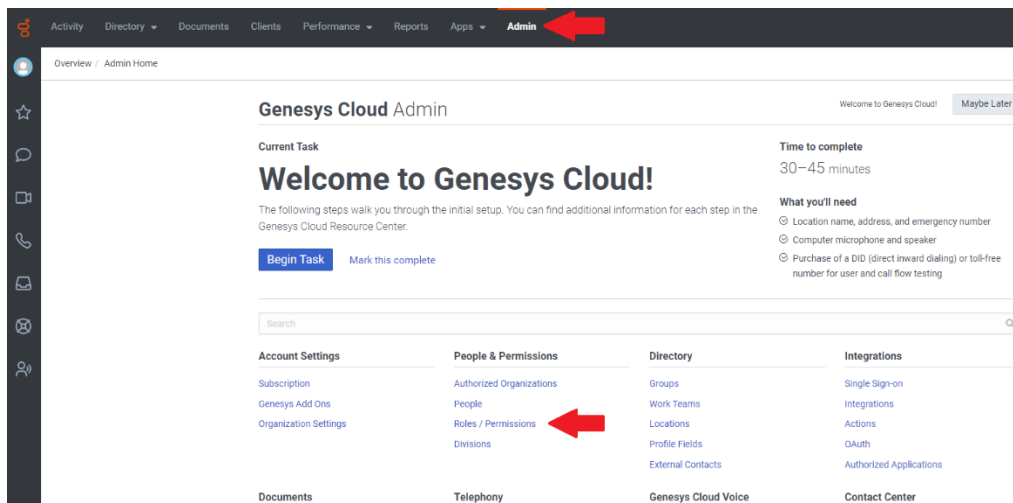 Activity Directory Documents Clients Performance Reports Apps Admin
Overview / Admin Home
Genesys Cloud Admin
Welcome to Genesys Cloud!
Maybe Later
Current Task
Welcome to Genesys Cloud!
The following steps walk you through the initial setup. You can find additional information for each step in the
Genesys Cloud Resource Center.
Begin Task
Mark this complete
Time to complete
30–45 minutes
What you'll need
Location name, address, and emergency number
Computer microphone and speaker
Purchase of a DID (direct inward dialing) or toll-free
number for user and call flow testing
Search
Account Settings
Subscription
Genesys Add Ons
Organization Settings
People & Permissions
Authorized Organizations
People
Roles / Permissions
Divisions
Directory
Groups
Work Teams
Locations
Profile Fields
External Contacts
Integrations
Single Sign-on
Integrations
Actions
OAuth
Authorized Applications
Documents
Telephony
Genesys Cloud Voice
Contact Center